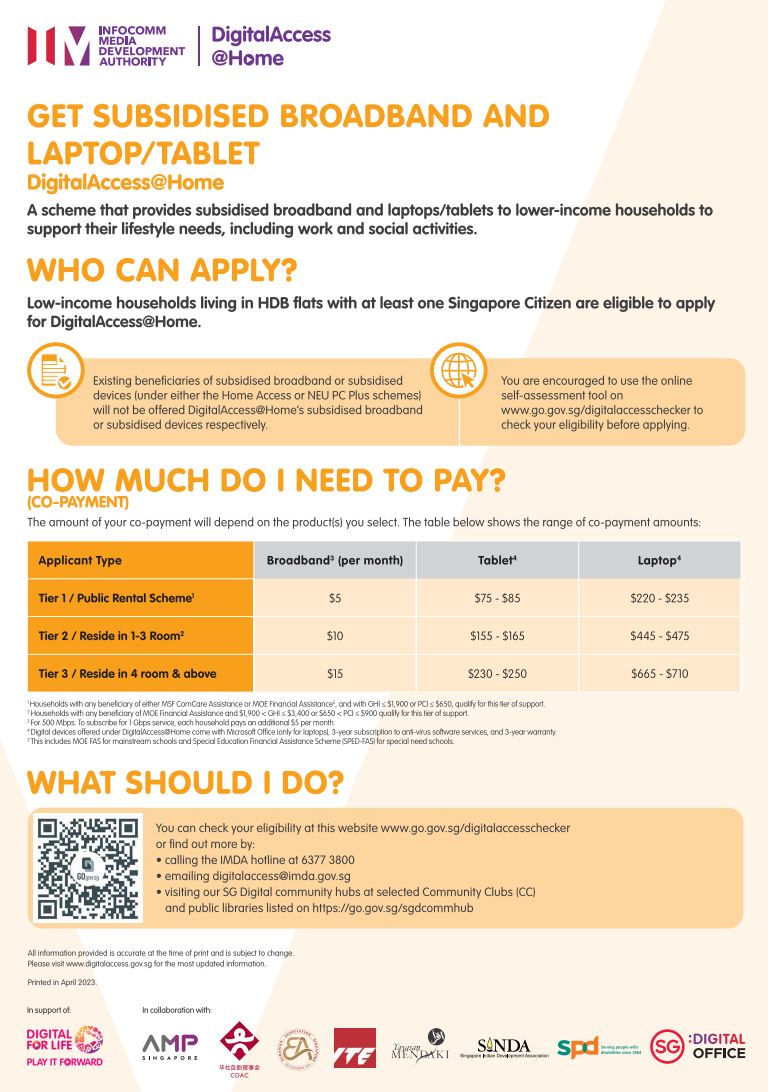 INFOCOMM
MEDIA
DEVELOPMENT
AUTHORITY
DigitalAccess
@Home
GET SUBSIDISED BROADBAND AND
LAPTOP/TABLET
DigitalAccess@Home
A scheme that provides subsidised broadband and laptops/tablets to lower-income households to
support their lifestyle needs, including work and social activities.
WHO CAN APPLY?
Low-income households living in HDB flats with at least one Singapore Citizen are eligible to apply
for DigitalAccess@Home.
Existing beneficiaries of subsidised broadband or subsidised
devices (under either the Home Access or NEU PC Plus schemes)
will not be offered DigitalAccess@Home's subsidised broadband
or subsidised devices respectively.
You are encouraged to use the online
self-assessment tool on
www.go.gov.sg/digitalaccesschecker to
check your eligibility before applying.
HOW MUCH DO I NEED TO PAY?
(CO-PAYMENT)
The amount of your co-payment will depend on the product(s) you select. The table below shows the range of co-payment amounts:
Applicant Type Broadband³ (per month) Tablet⁴ Laptop⁴
Tier 1 / Public Rental Scheme¹ $5 $75 - $85 $220 - $235
Tier 2 / Reside in 1-3 Room² $10 $155 - $165 $445 - $475
Tier 3 / Reside in 4 room & above $15 $230 - $250 $665 - $710
¹Households with any beneficiary of either MSF ComCare Assistance or MOE Financial Assistance⁵, and with GHI ≤ $1,900 or PCI ≤ $650, qualify for this tier of support.
²Households with any beneficiary of MOE Financial Assistance and $1,900 < GHI ≤ $3,400 or $650 < PCI ≤ $900 qualify for this tier of support.
³For 500 Mbps. To subscribe for 1 Gbps service, each household pays an additional $5 per month.
⁴Digital devices offered under DigitalAccess@Home come with Microsoft Office (only for laptops), 3-year subscription to anti-virus software services, and 3-year warranty.
⁵This includes MOE FAS for mainstream schools and Special Education Financial Assistance Scheme (SPED-FAS) for special need schools.
WHAT SHOULD I DO?
GO.gov.sg
You can check your eligibility at this website www.go.gov.sg/digitalaccesschecker
or find out more by:
• calling the IMDA hotline at 6377 3800
• emailing digitalaccess@imda.gov.sg
• visiting our SG Digital community hubs at selected Community Clubs (CC)
and public libraries listed on https://go.gov.sg/sgdcommhub
All information provided is accurate at the time of print and is subject to change.
Please visit www.digitalaccess.gov.sg for the most updated information.
Printed in April 2023.
In support of:
In collaboration with:
DIGITAL
FOR LIFE
PLAY IT FORWARD
AMP
SINGAPORE
华社自助理事会
CDAC
EA
ITE
Yayasan
MENDAKI
SINDA
Singapore Indian Development Association
spd
Serving people with
disabilities since 1964
SG
:DIGITAL
OFFICE